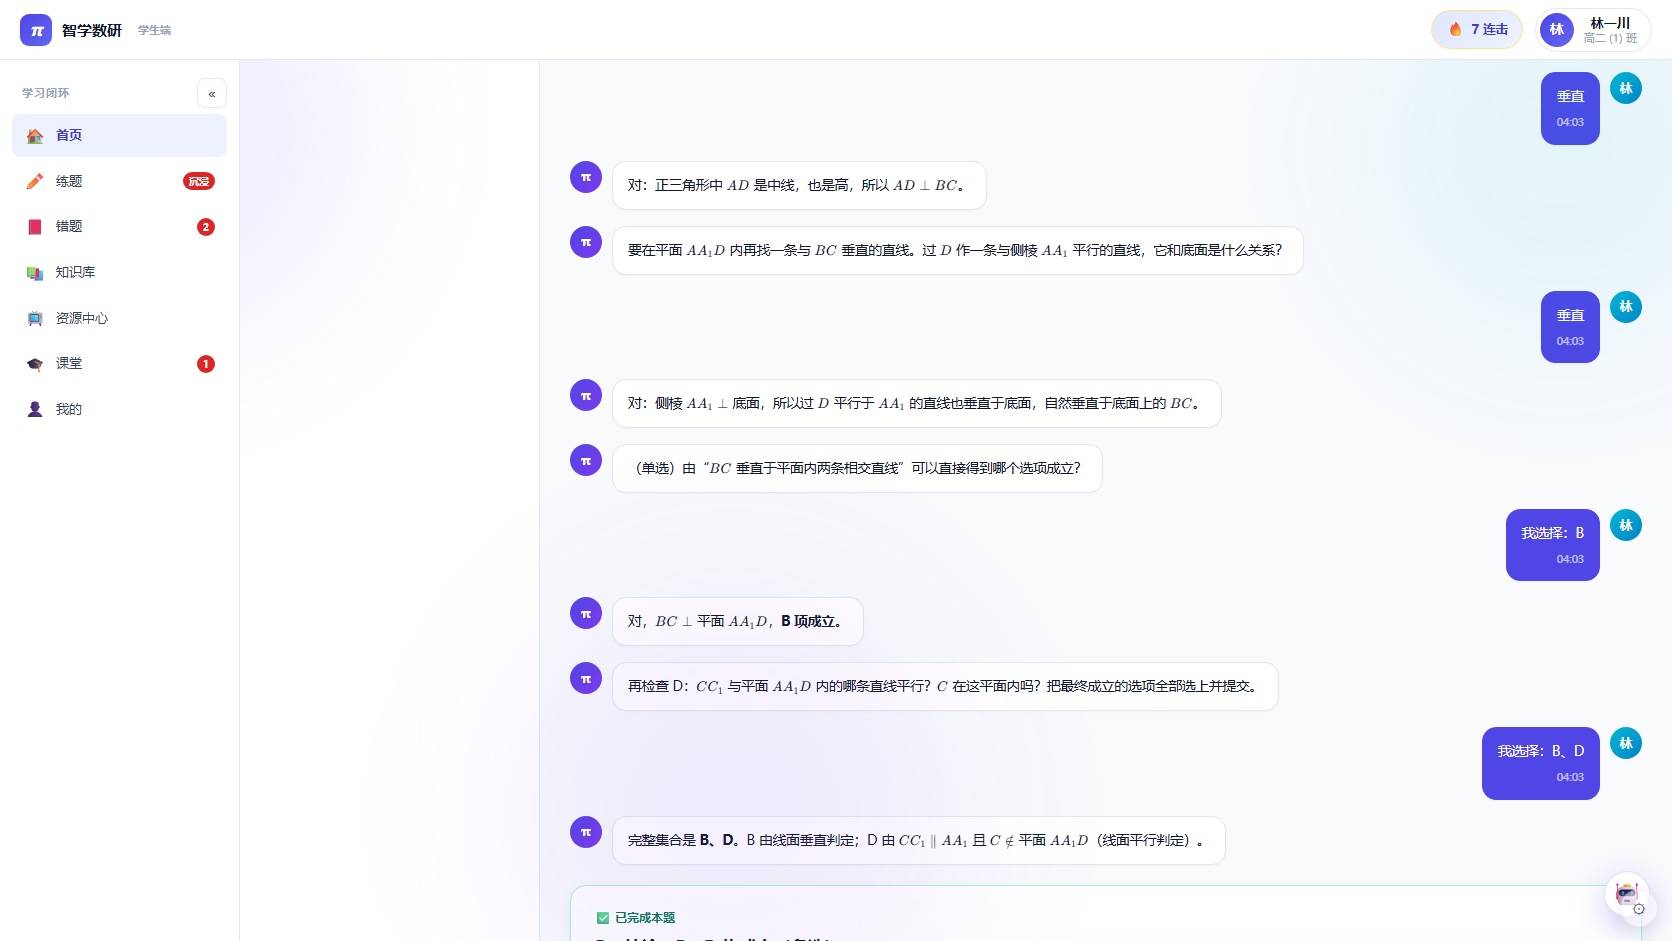 π 智学数研 学生端
7 连击
林 林一川
高二 (1) 班
学习闭环 «
首页
练题 沉浸
错题 2
知识库
资源中心
课堂 1
我的
垂直 林
04:03
π 对：正三角形中 AD 是中线，也是高，所以 AD ⊥ BC。
π 要在平面 AA₁D 内再找一条与 BC 垂直的直线。过 D 作一条与侧棱 AA₁ 平行的直线，它和底面是什么关系？
垂直 林
04:03
π 对：侧棱 AA₁ ⊥ 底面，所以过 D 平行于 AA₁ 的直线也垂直于底面，自然垂直于底面上的 BC。
π （单选）由“BC 垂直于平面内两条相交直线”可以直接得到哪个选项成立？
我选择：B 林
04:03
π 对，BC ⊥ 平面 AA₁D，B 项成立。
π 再检查 D：CC₁ 与平面 AA₁D 内的哪条直线平行？C 在这平面内吗？把最终成立的选项全部选上并提交。
我选择：B、D 林
04:03
π 完整集合是 B、D。B 由线面垂直判定；D 由 CC₁ ∥ AA₁ 且 C ∉ 平面 AA₁D（线面平行判定）。
已完成本题